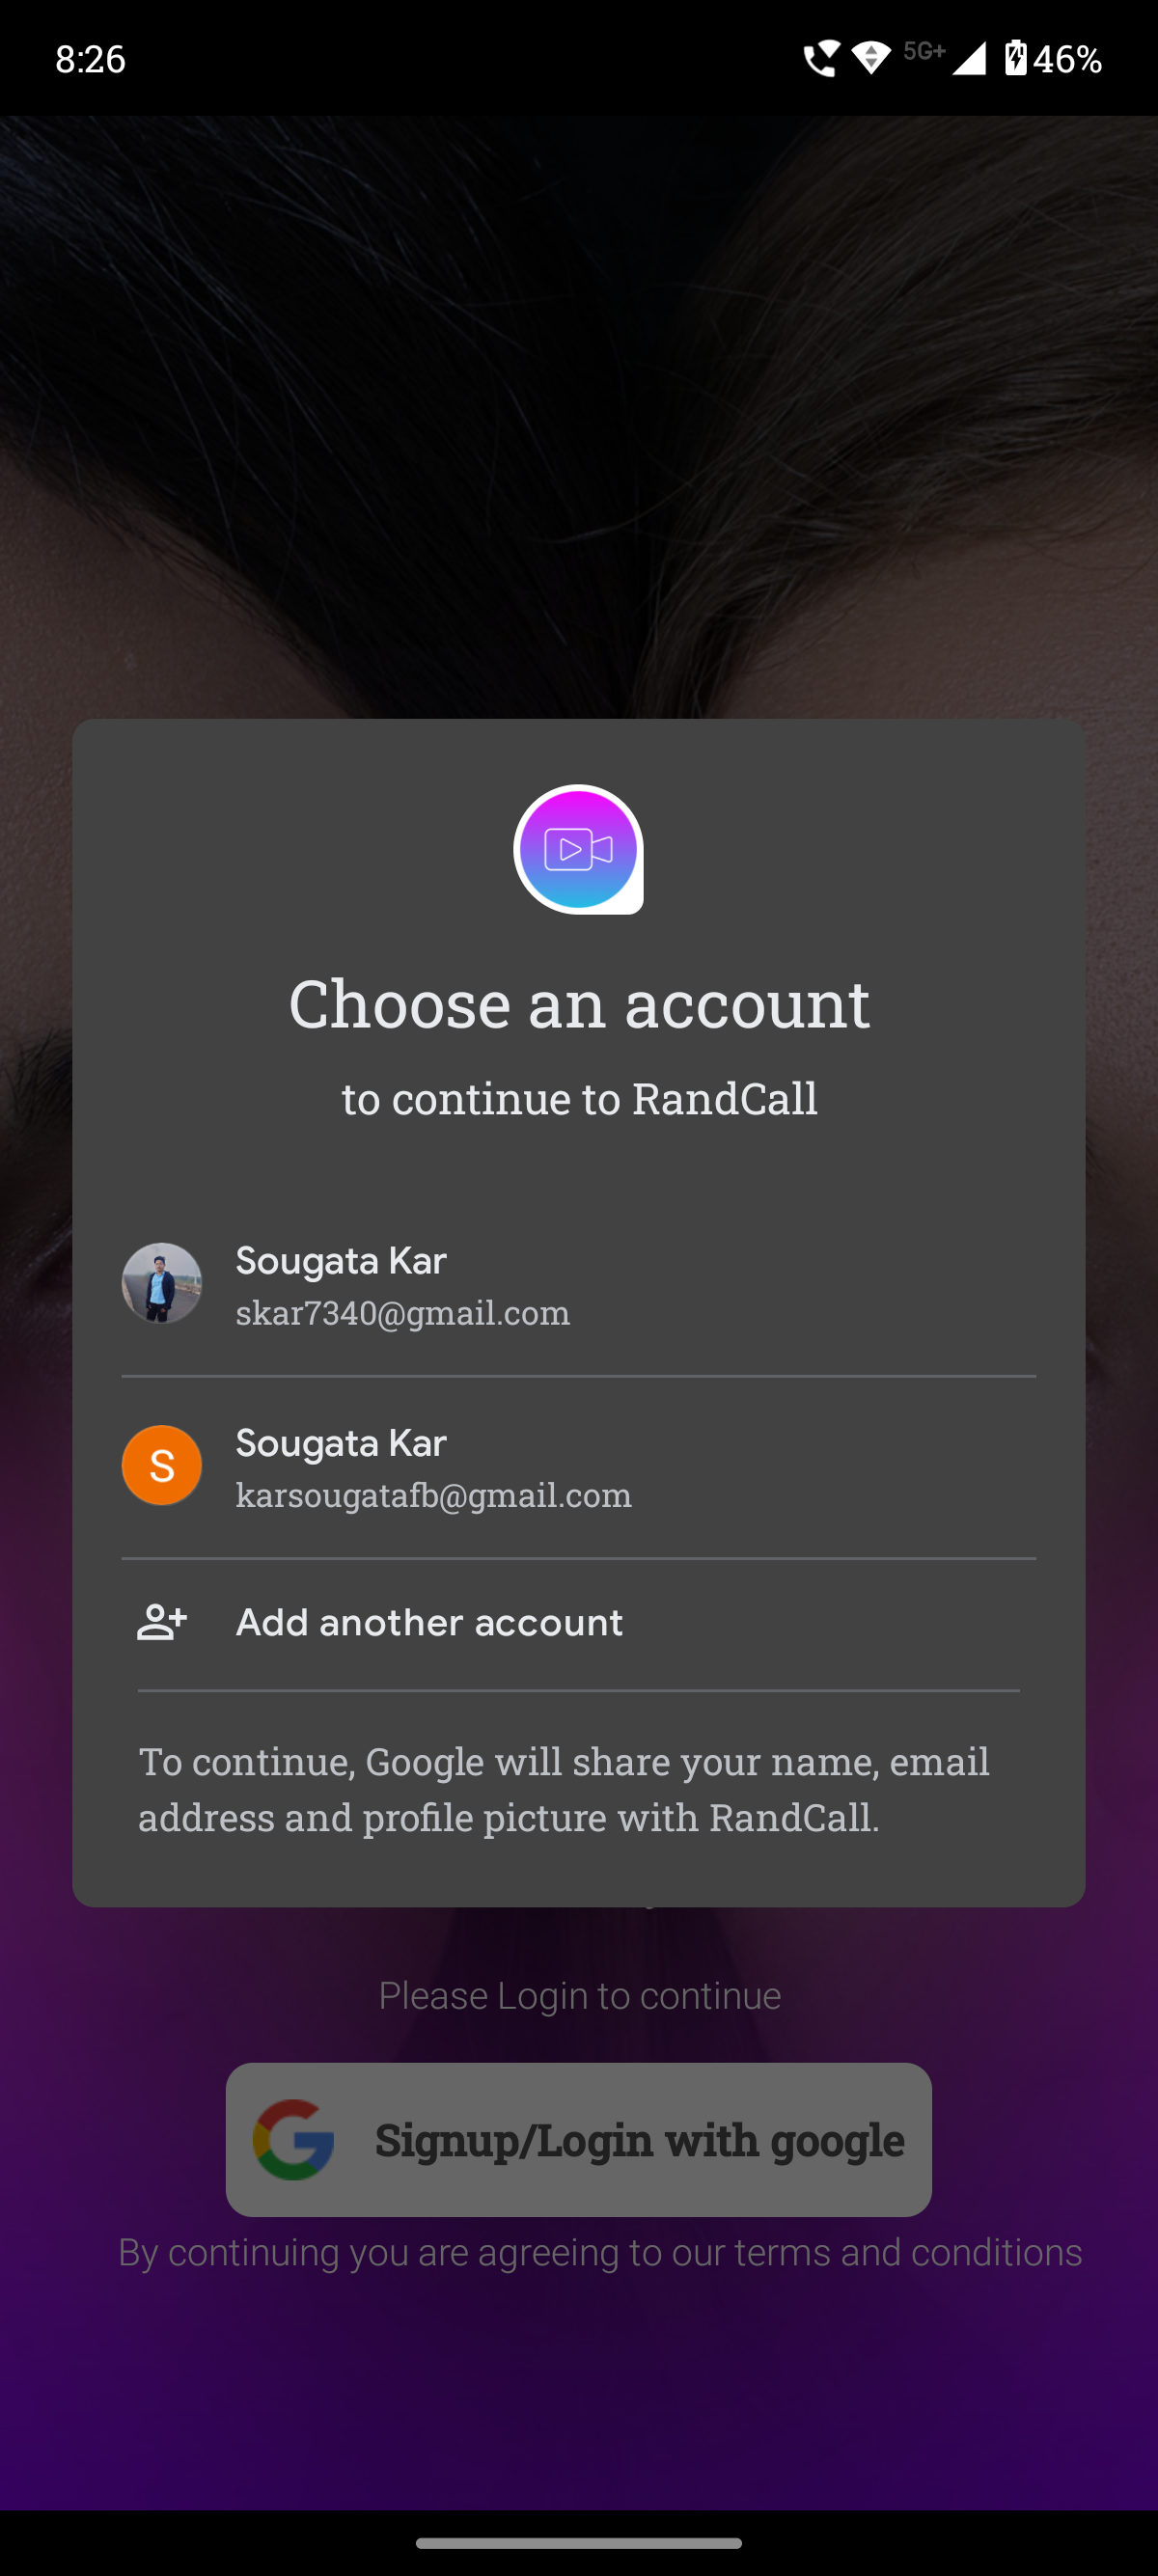 8:26
5G+
46%
Choose an account
to continue to RandCall
Sougata Kar
skar7340@gmail.com
S
Sougata Kar
karsougatafb@gmail.com
Add another account
To continue, Google will share your name, email
address and profile picture with RandCall.
Please Login to continue
Signup/Login with google
By continuing you are agreeing to our terms and conditions